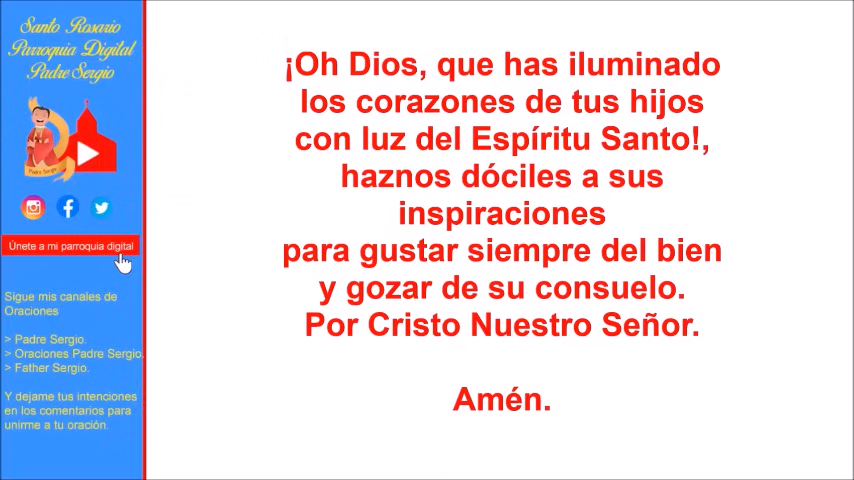 Santo Rosario
Parroquia Digital
Padre Sergio
Padre Sergio
Únete a mi parroquia digital
Sigue mis canales de
Oraciones
> Padre Sergio.
> Oraciones Padre Sergio.
> Father Sergio.
Y dejame tus intenciones
en los comentarios para
unirme a tu oración.
¡Oh Dios, que has iluminado
los corazones de tus hijos
con luz del Espíritu Santo!,
haznos dóciles a sus
inspiraciones
para gustar siempre del bien
y gozar de su consuelo.
Por Cristo Nuestro Señor.
Amén.